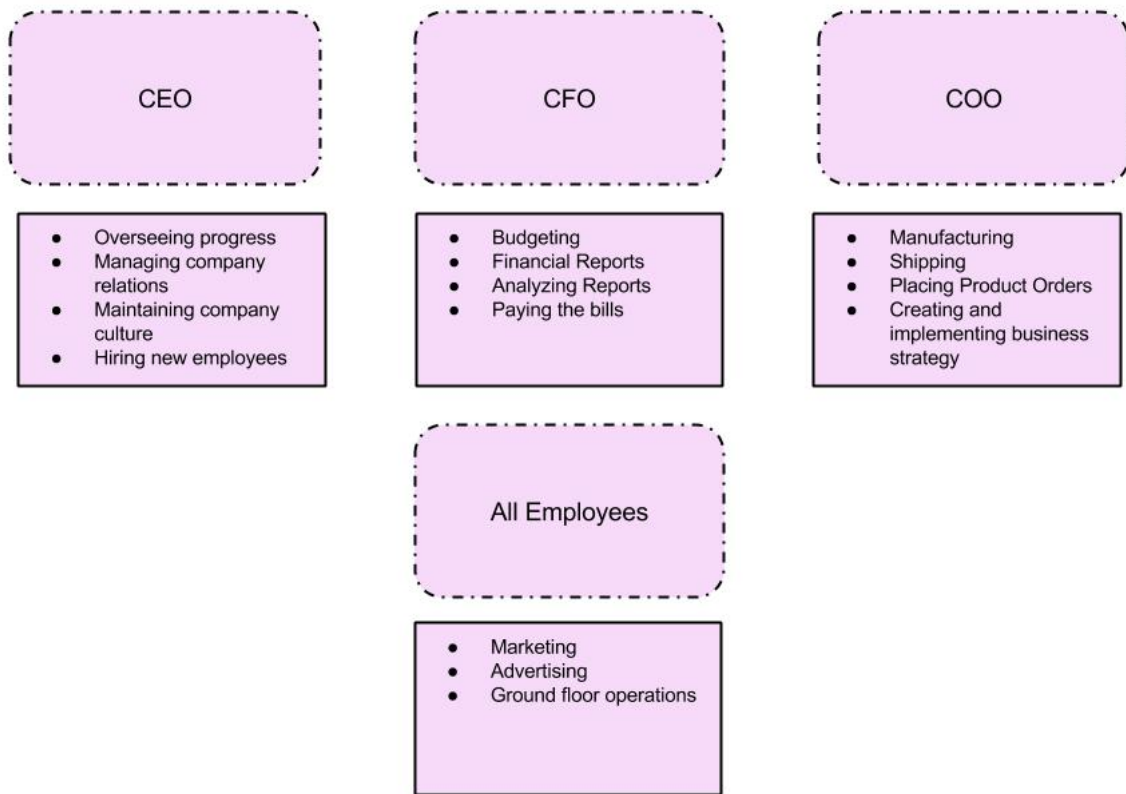 CEO
CFO
COO
● Overseeing progress
● Managing company
relations
● Maintaining company
culture
● Hiring new employees
● Budgeting
● Financial Reports
● Analyzing Reports
● Paying the bills
● Manufacturing
● Shipping
● Placing Product Orders
● Creating and
implementing business
strategy
All Employees
● Marketing
● Advertising
● Ground floor operations